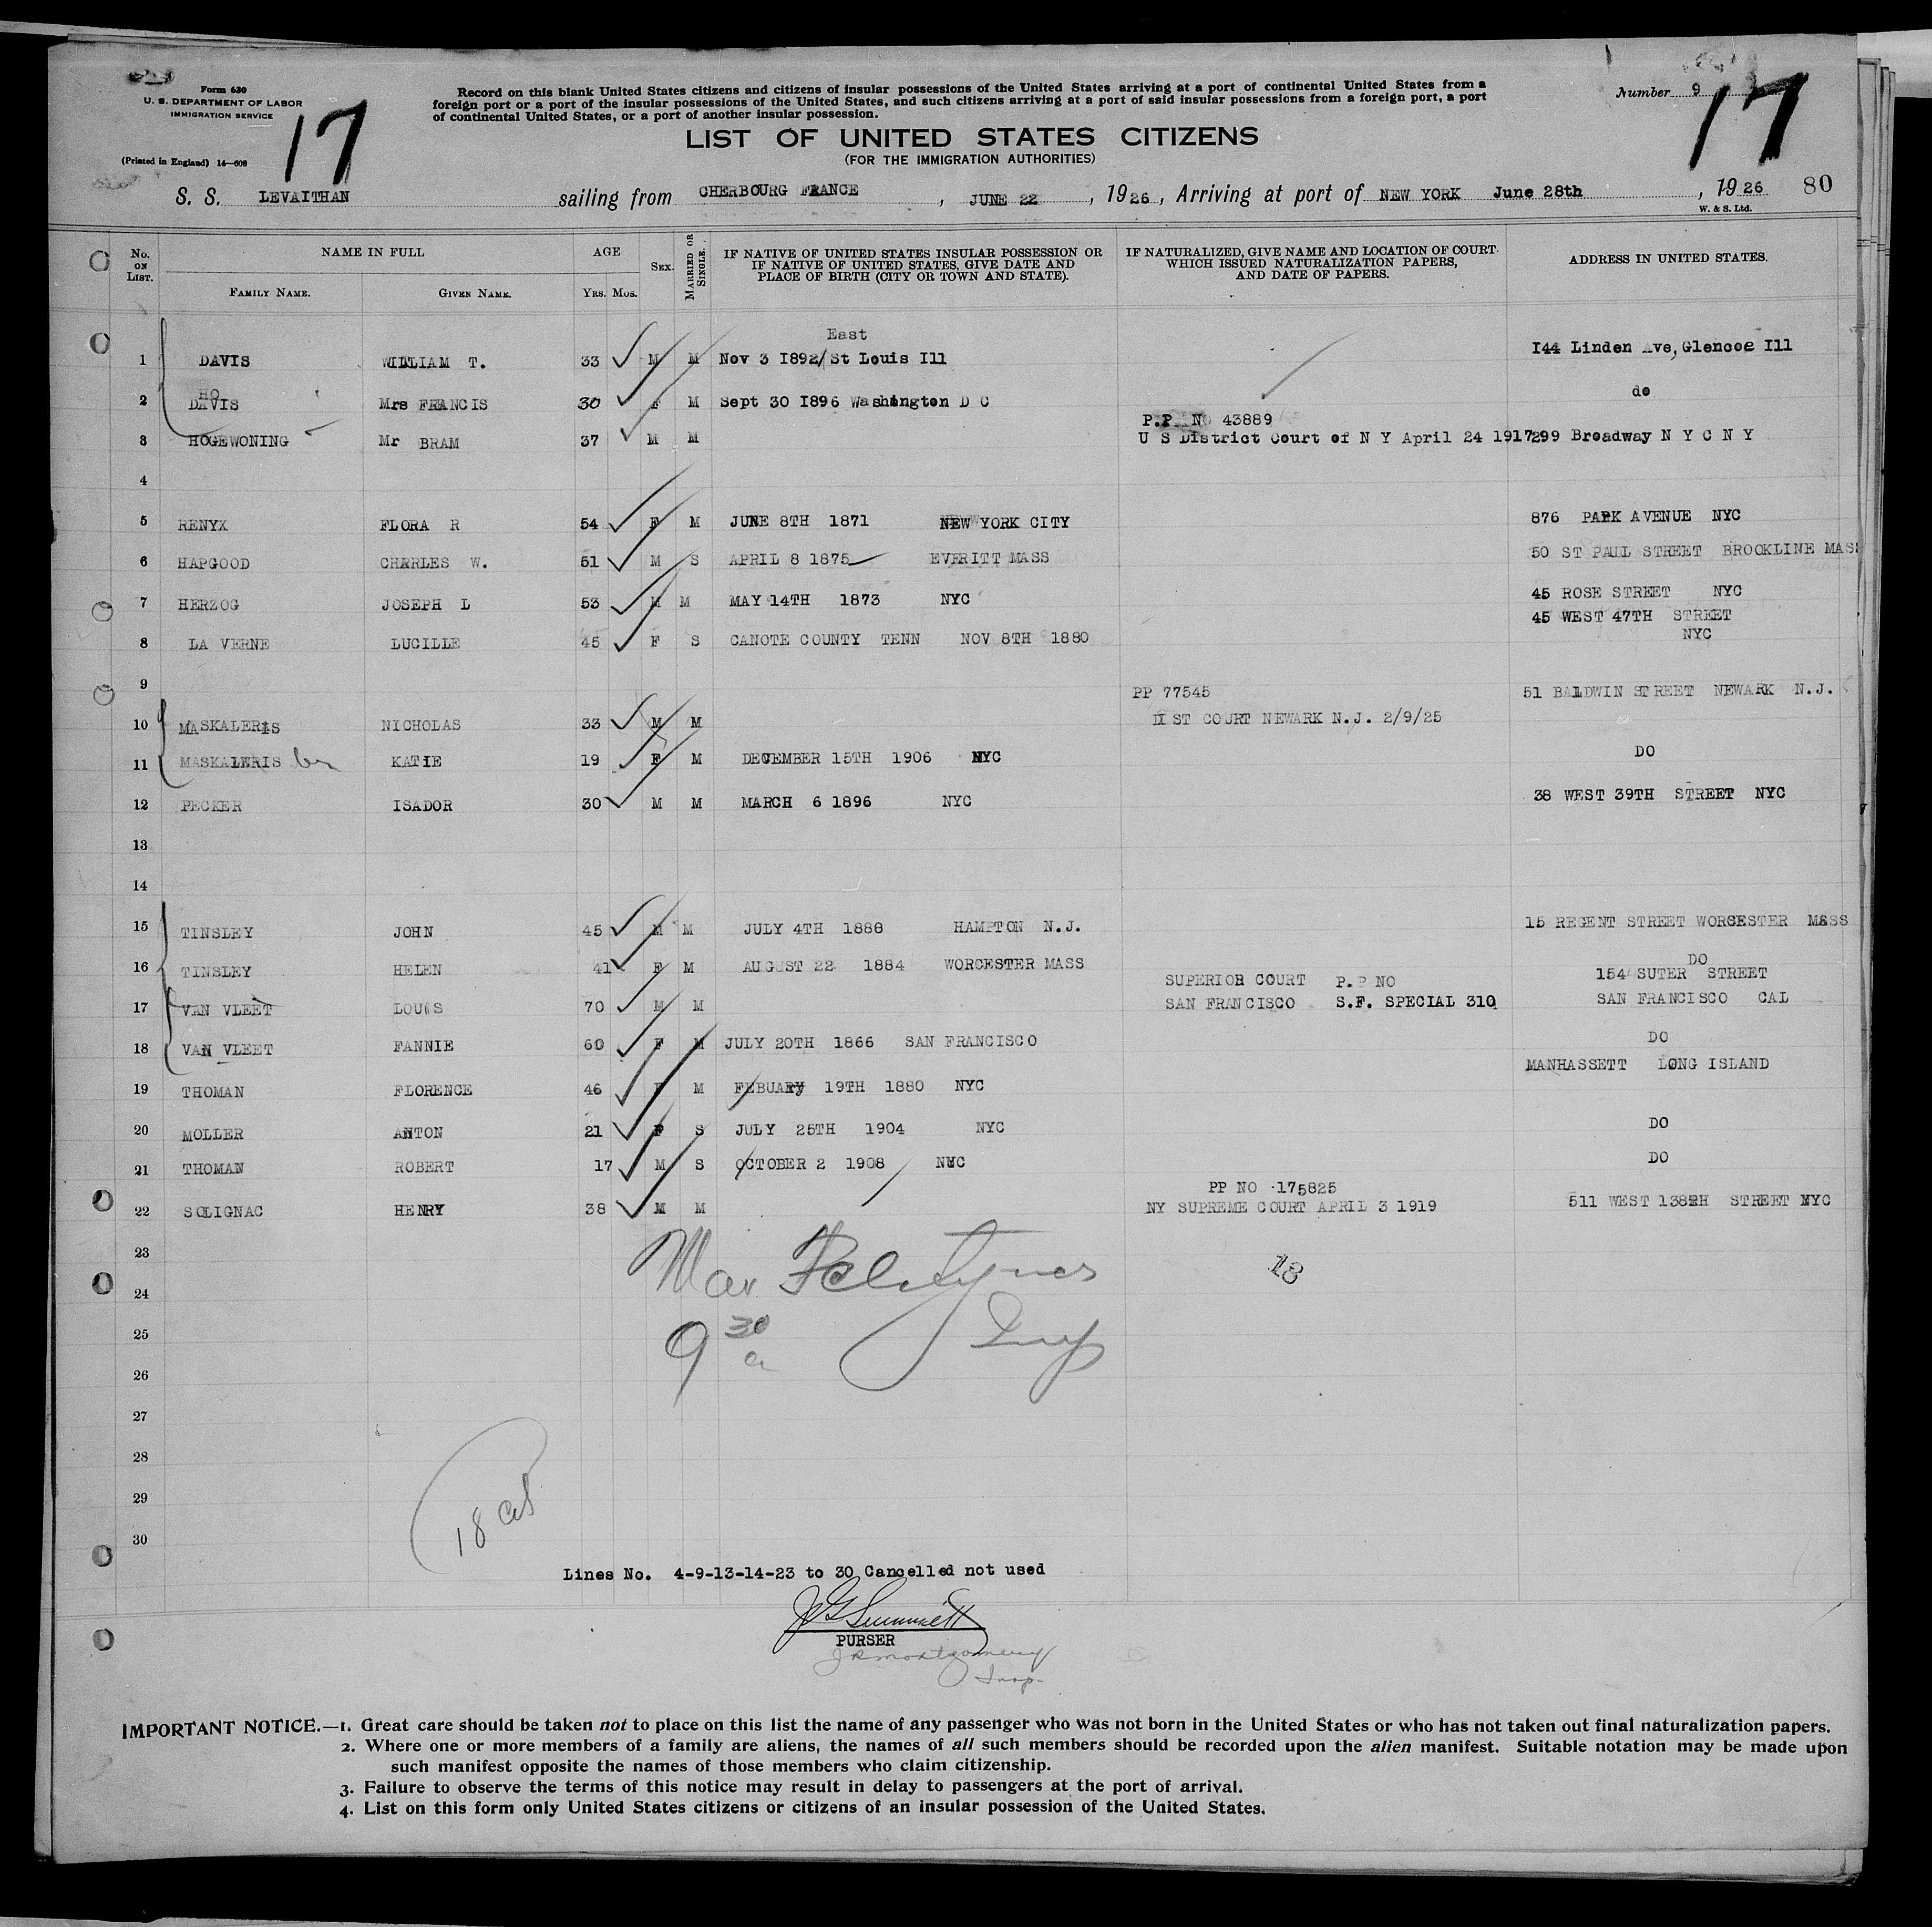 Form 630
U. S. DEPARTMENT OF LABOR
IMMIGRATION SERVICE
(Printed in England) 14—608
17
Record on this blank United States citizens and citizens of insular possessions of the United States arriving at a port of continental United States from a
foreign port or a port of the insular possessions of the United States, and such citizens arriving at a port of said insular possessions from a foreign port, a port
of continental United States, or a port of another insular possession.
Number 9
17
LIST OF UNITED STATES CITIZENS
(FOR THE IMMIGRATION AUTHORITIES)
S. S. LEVAITHAN sailing from CHERBOURG FRANCE, JUNE 22, 1926, Arriving at port of NEW YORK June 28th, 1926 80
W. & S. Ltd.
No. ON LIST. NAME IN FULL AGE SEX. MARRIED OR SINGLE. IF NATIVE OF UNITED STATES INSULAR POSSESSION OR IF NATIVE OF UNITED STATES, GIVE DATE AND PLACE OF BIRTH (CITY OR TOWN AND STATE). IF NATURALIZED, GIVE NAME AND LOCATION OF COURT WHICH ISSUED NATURALIZATION PAPERS, AND DATE OF PAPERS. ADDRESS IN UNITED STATES.
FAMILY NAME. GIVEN NAME. YRS. MOS.
East
1 DAVIS WILLIAM T. 33 M M Nov 3 1892/St Louis Ill 144 Linden Ave, Glencoe Ill
HO
2 DAVIS Mrs FRANCIS 30 F M Sept 30 1896 Washington D C do
P.P. No 43889
3 HOGEWONING Mr BRAM 37 M M U S District Court of N Y April 24 1917 299 Broadway N Y C N Y
4
5 RENYX FLORA R 54 F M JUNE 8TH 1871 NEW YORK CITY 876 PARK AVENUE NYC
6 HAPGOOD CHARLES W. 51 M S APRIL 8 1875 EVERITT MASS 50 ST PAUL STREET BROOKLINE MASS
7 HERZOG JOSEPH L 53 M M MAY 14TH 1873 NYC 45 ROSE STREET NYC
45 WEST 47TH STREET
8 LA VERNE LUCILLE 45 F S CANOTE COUNTY TENN NOV 8TH 1880 NYC
9 PP 77545 51 BALDWIN STREET NEWARK N.J.
10 MASKALERIS NICHOLAS 33 M M DIST COURT NEWARK N.J. 2/9/25
11 MASKALERIS KATIE 19 F M DECEMBER 15TH 1906 NYC DO
12 PECKER ISADOR 30 M M MARCH 6 1896 NYC 38 WEST 39TH STREET NYC
13
14
15 TINSLEY JOHN 45 M M JULY 4TH 1888 HAMPTON N.J. 15 REGENT STREET WORCESTER MASS
16 TINSLEY HELEN 41 F M AUGUST 22 1884 WORCESTER MASS DO
SUPERIOR COURT P.P NO 154 SUTER STREET
17 VAN VLEET LOUIS 70 M M SAN FRANCISCO S.F. SPECIAL 310 SAN FRANCISCO CAL
18 VAN VLEET FANNIE 60 F M JULY 20TH 1866 SAN FRANCISCO DO
MANHASSETT LONG ISLAND
19 THOMAN FLORENCE 46 F M FEBUARY 19TH 1880 NYC
20 MOLLER ANTON 21 F S JULY 25TH 1904 NYC DO
21 THOMAN ROBERT 17 M S OCTOBER 2 1908 NYC DO
PP NO 175825
22 SOLIGNAC HENRY 38 M M NY SUPREME COURT APRIL 3 1919 511 WEST 138TH STREET NYC
23
24 Max
18
25 9 30 a Insp
26
27
28
29
30
18
Lines No. 4-9-13-14-23 to 30 Cancelled not used
PURSER
J R Montgomery
Insp.
IMPORTANT NOTICE.—1. Great care should be taken not to place on this list the name of any passenger who was not born in the United States or who has not taken out final naturalization papers.
2. Where one or more members of a family are aliens, the names of all such members should be recorded upon the alien manifest. Suitable notation may be made upon
such manifest opposite the names of those members who claim citizenship.
3. Failure to observe the terms of this notice may result in delay to passengers at the port of arrival.
4. List on this form only United States citizens or citizens of an insular possession of the United States.